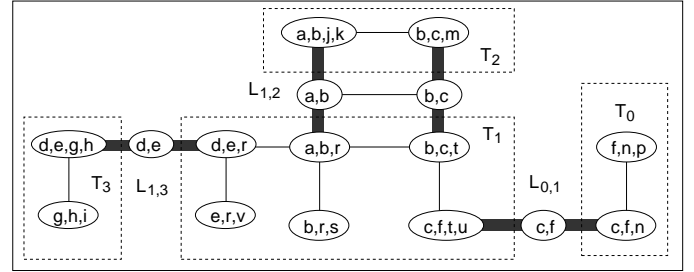 a,b,j,k b,c,m
T2
L1,2 a,b b,c
T0
d,e,g,h d,e d,e,r a,b,r b,c,t T1 f,n,p
T3 L1,3 L0,1
g,h,i e,r,v b,r,s c,f,t,u c,f c,f,n